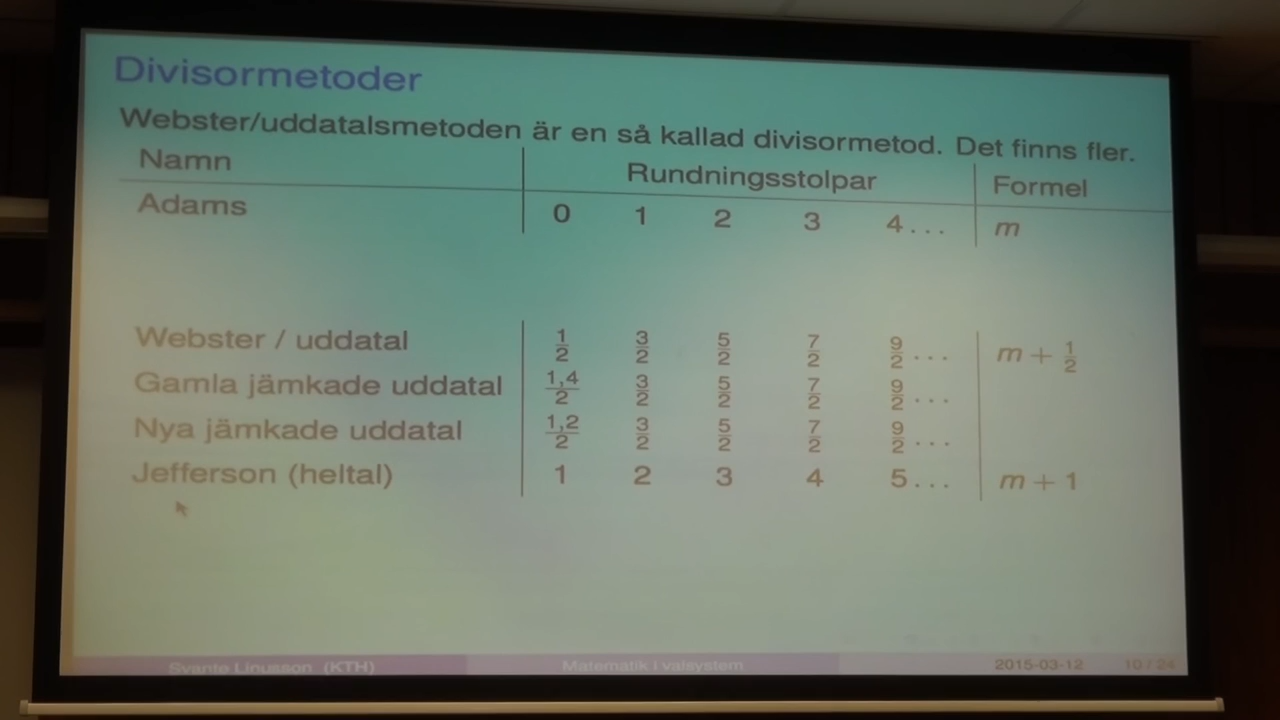 Divisormetoder
Webster/uddatalsmetoden är en så kallad divisormetod. Det finns fler.
Namn Rundningsstolpar Formel
Adams 0 1 2 3 4... m
Webster / uddatal 1/2 3/2 5/2 7/2 9/2... m + 1/2
Gamla jämkade uddatal 1,4/2 3/2 5/2 7/2 9/2...
Nya jämkade uddatal 1,2/2 3/2 5/2 7/2 9/2...
Jefferson (heltal) 1 2 3 4 5... m + 1
Svante Linusson (KTH) Matematik i valsystem 2015-03-12 10 / 24